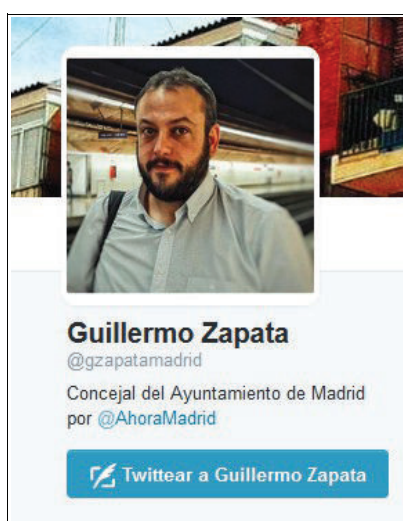 Guillermo Zapata
@gzapatamadrid
Concejal del Ayuntamiento de Madrid
por @AhoraMadrid
Twittear a Guillermo Zapata